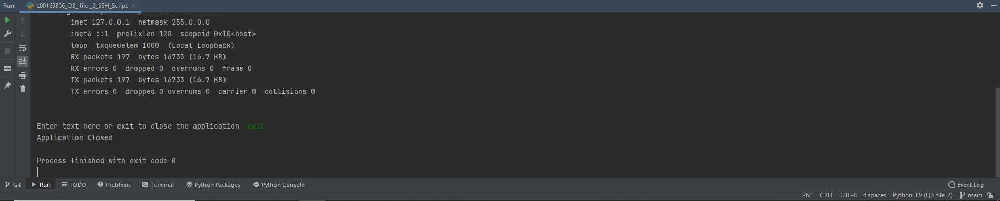 Run: L00169856_Q3_ file _2_SSH_Script
inet 127.0.0.1  netmask 255.0.0.0
inet6 ::1  prefixlen 128  scopeid 0x10<host>
loop  txqueuelen 1000  (Local Loopback)
RX packets 197  bytes 16733 (16.7 KB)
RX errors 0  dropped 0  overruns 0  frame 0
TX packets 197  bytes 16733 (16.7 KB)
TX errors 0  dropped 0 overruns 0  carrier 0  collisions 0
Enter text here or exit to close the application  exit
Application Closed
Process finished with exit code 0
Git Run TODO Problems Terminal Python Packages Python Console Event Log
26:1 CRLF UTF-8 4 spaces Python 3.9 (Q3_file_2) main